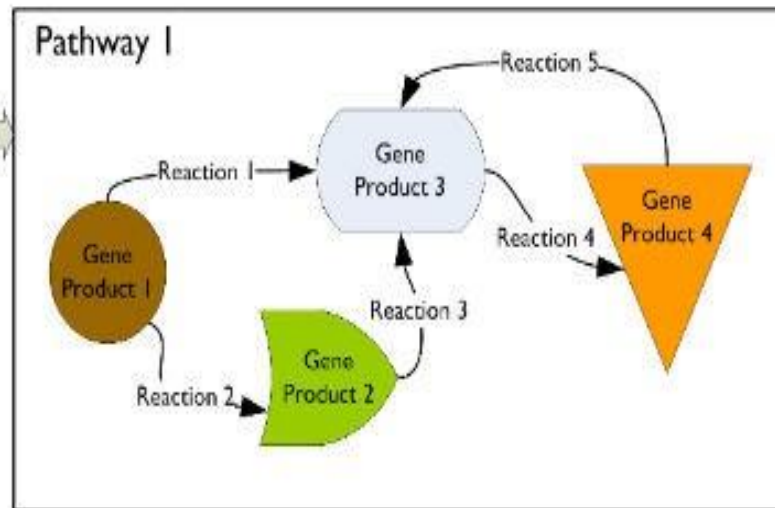 Pathway 1
Reaction 5
Gene
Product 3
Reaction 1
Gene
Product 4
Reaction 4
Gene
Product 1
Reaction 3
Gene
Product 2
Reaction 2